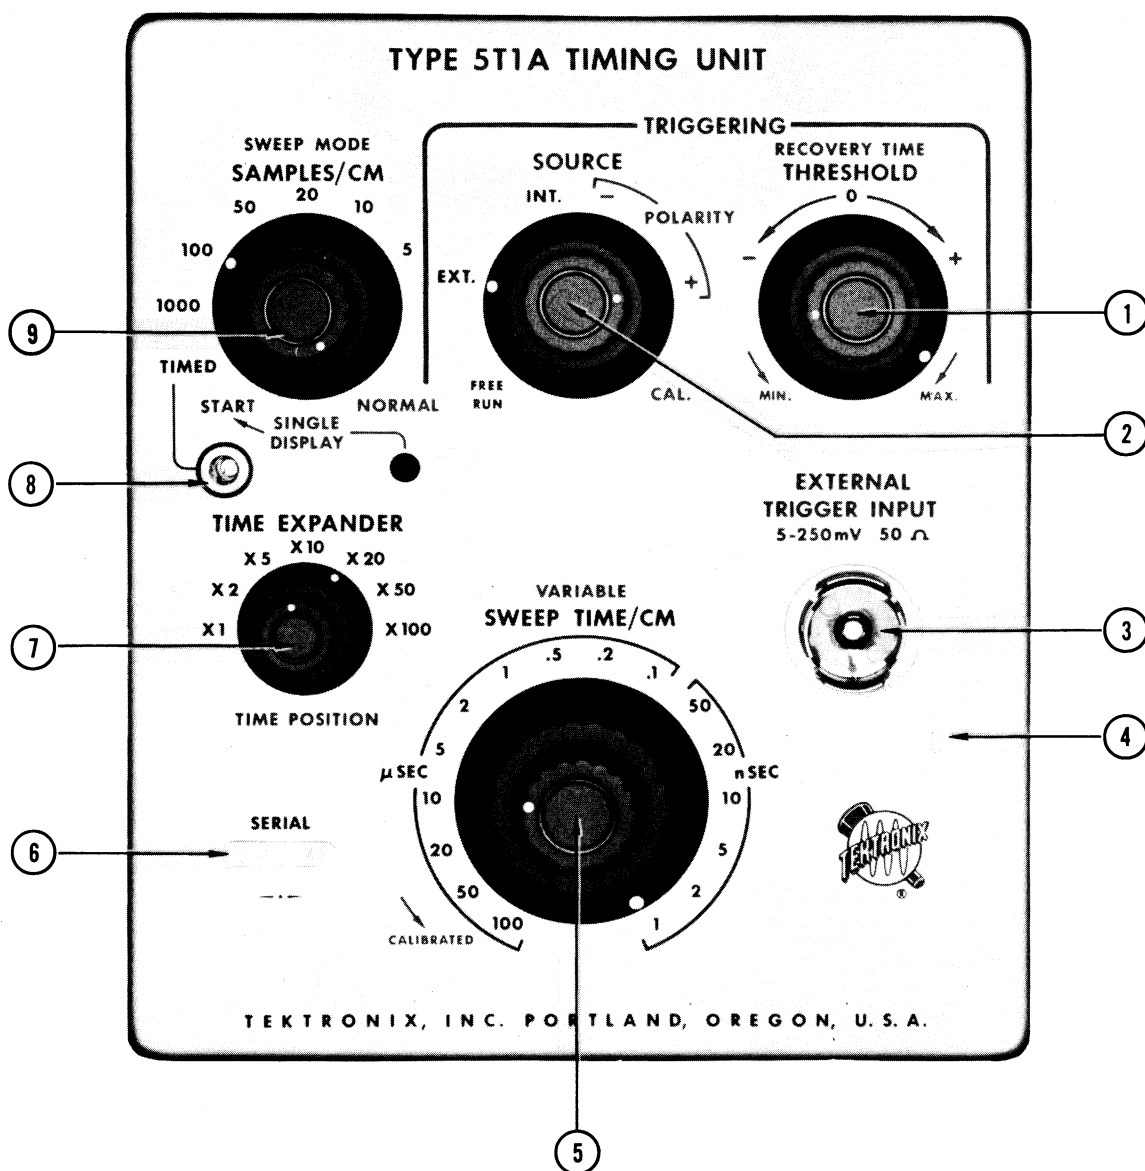 TYPE 5T1A TIMING UNIT
TRIGGERING
SWEEP MODE
SAMPLES/CM
1000
100
50
20
10
5
TIMED
START
SINGLE
DISPLAY
NORMAL
SOURCE
INT.
EXT.
FREE
RUN
CAL.
−
POLARITY
+
RECOVERY TIME
THRESHOLD
0
−
+
MIN.
MAX.
TIME EXPANDER
X1
X2
X5
X10
X20
X50
X100
TIME POSITION
EXTERNAL
TRIGGER INPUT
5-250mV 50 Ω
VARIABLE
SWEEP TIME/CM
µSEC
100
50
20
10
5
2
1
.5
.2
.1
nSEC
50
20
10
5
2
1
CALIBRATED
SERIAL
TEKTRONIX
®
TEKTRONIX, INC. PORTLAND, OREGON, U.S.A.
1
2
3
4
5
6
7
8
9